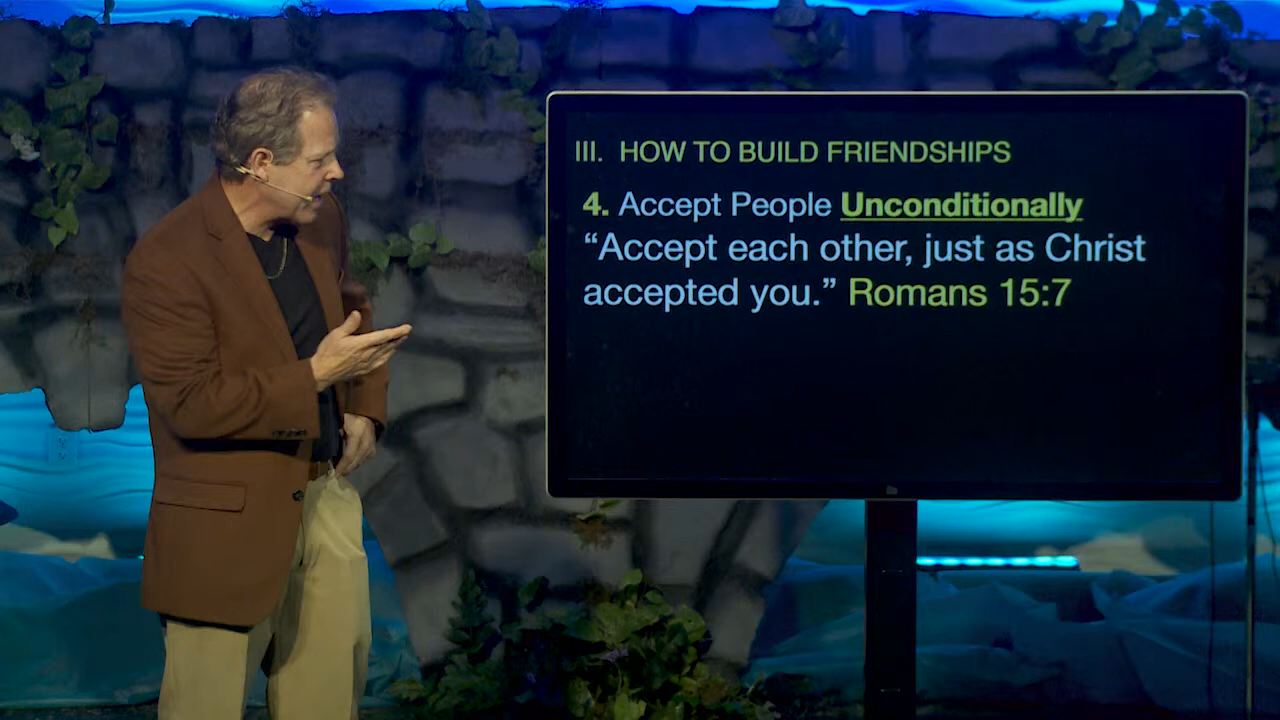 III. HOW TO BUILD FRIENDSHIPS
4. Accept People Unconditionally
“Accept each other, just as Christ
accepted you.” Romans 15:7